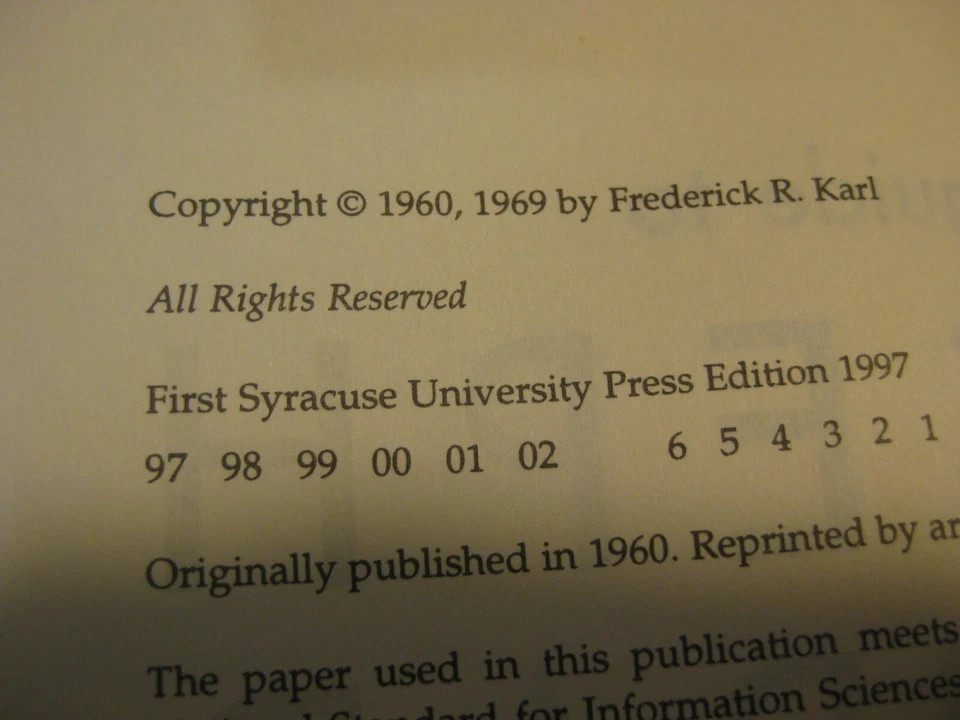 Copyright © 1960, 1969 by Frederick R. Karl
All Rights Reserved
First Syracuse University Press Edition 1997
97 98 99 00 01 02 6 5 4 3 2 1
Originally published in 1960. Reprinted by ar
The paper used in this publication meets
Standard for Information Sciences